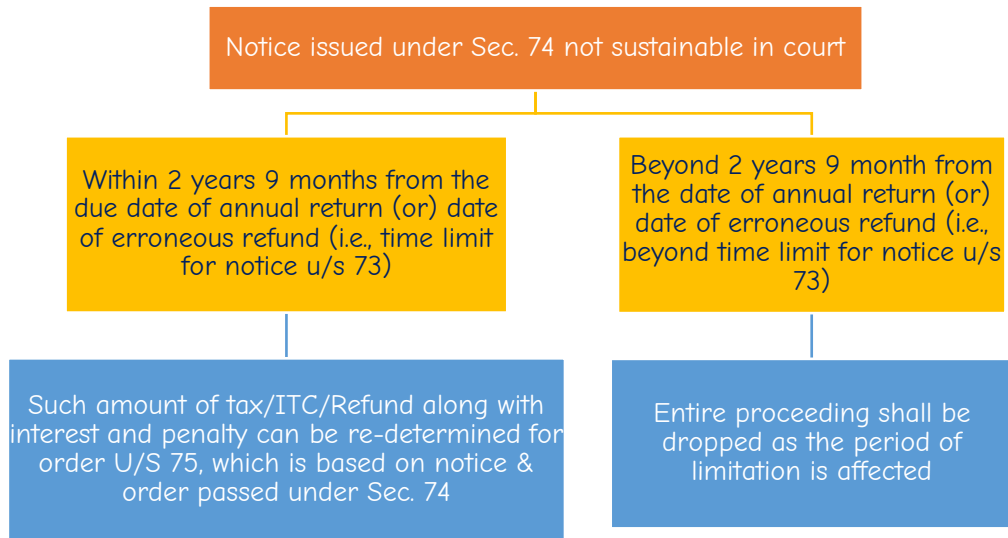 Notice issued under Sec. 74 not sustainable in court
Within 2 years 9 months from the
due date of annual return (or) date
of erroneous refund (i.e., time limit
for notice u/s 73)
Beyond 2 years 9 month from
the date of annual return (or)
date of erroneous refund (i.e.,
beyond time limit for notice u/s
73)
Such amount of tax/ITC/Refund along with
interest and penalty can be re-determined for
order U/S 75, which is based on notice &
order passed under Sec. 74
Entire proceeding shall be
dropped as the period of
limitation is affected